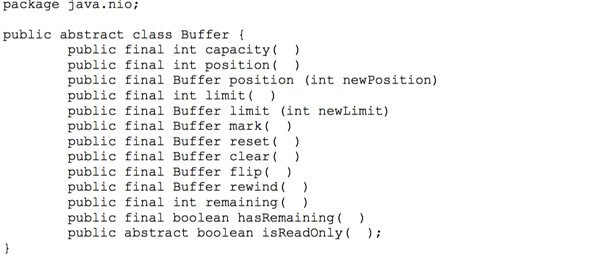 package java.nio;
public abstract class Buffer {
public final int capacity( )
public final int position( )
public final Buffer position (int newPosition)
public final int limit( )
public final Buffer limit (int newLimit)
public final Buffer mark( )
public final Buffer reset( )
public final Buffer clear( )
public final Buffer flip( )
public final Buffer rewind( )
public final int remaining( )
public final boolean hasRemaining( )
public abstract boolean isReadOnly( );
}